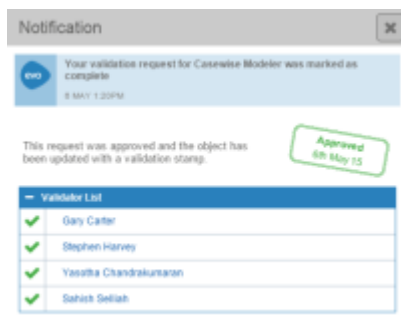 Notification
evo
Your validation request for Casewise Modeler was marked as
complete
6 MAY 1:20PM
This request was approved and the object has
been updated with a validation stamp.
Approved
6th May 15
Validator List
Gary Carter
Stephen Harvey
Yasotha Chandrakumaran
Sahish Selliah